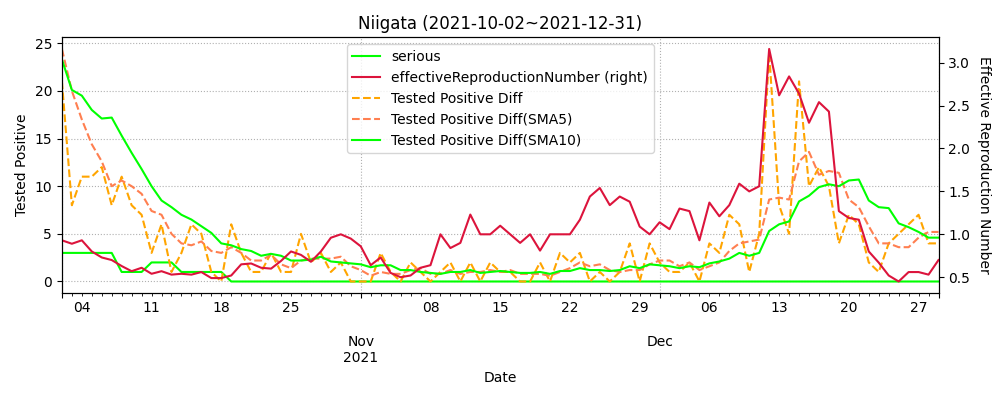 Niigata (2021-10-02~2021-12-31)
serious
effectiveReproductionNumber (right)
Tested Positive Diff
Tested Positive Diff(SMA5)
Tested Positive Diff(SMA10)
Tested Positive
25
20
15
10
5
0
Effective Reproduction Number
3.0
2.5
2.0
1.5
1.0
0.5
04 11 18 25 08 15 22 29 06 13 20 27
Nov Dec
2021
Date